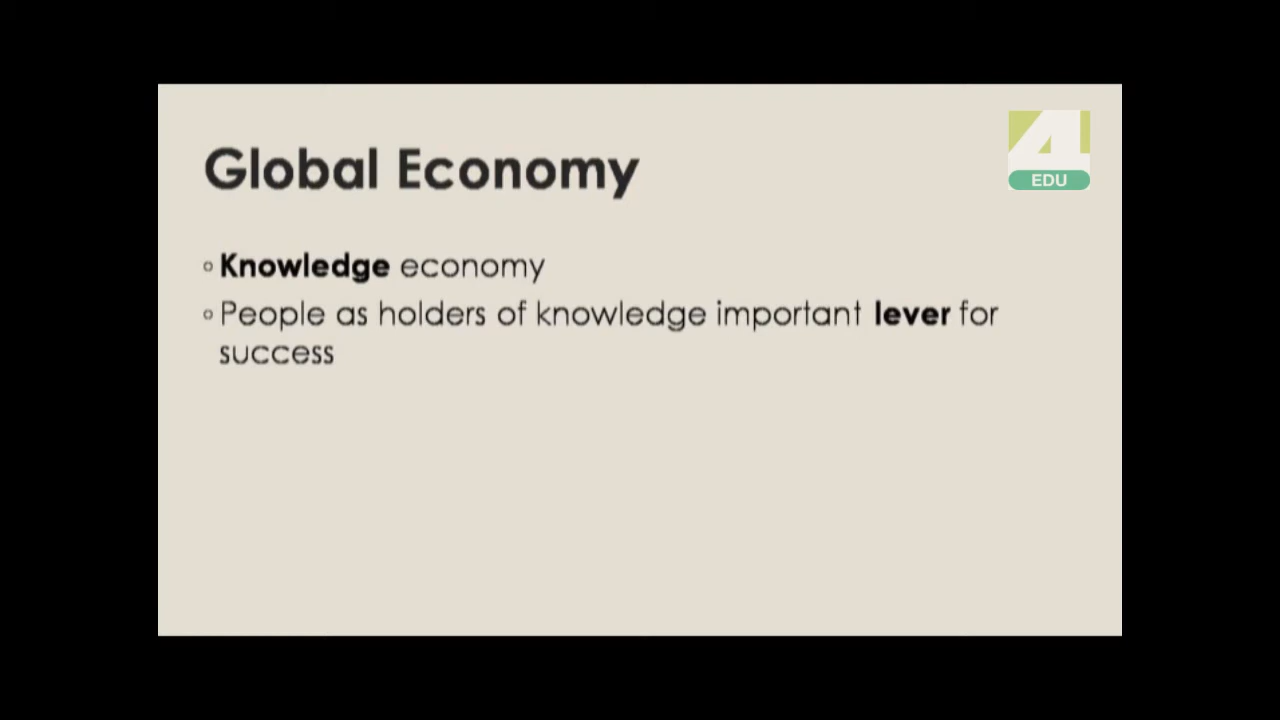 Global Economy
4
EDU
◦ Knowledge economy
◦ People as holders of knowledge important lever for
success